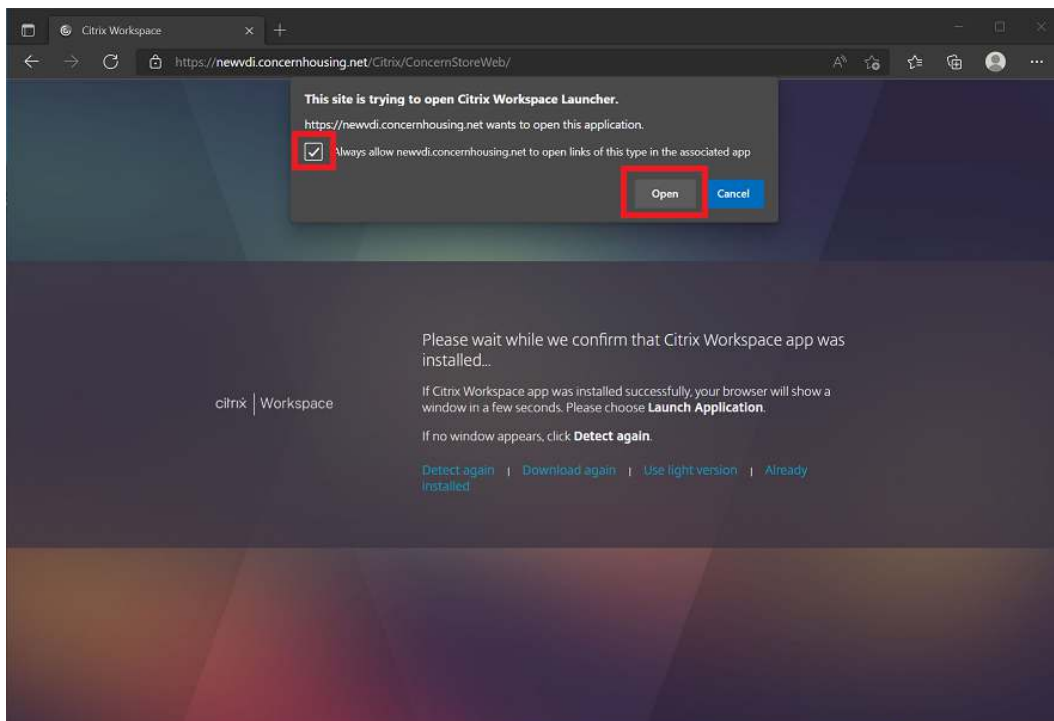 Citrix Workspace
https://newvdi.concernhousing.net/Citrix/ConcernStoreWeb/
This site is trying to open Citrix Workspace Launcher.
https://newvdi.concernhousing.net wants to open this application.
Always allow newvdi.concernhousing.net to open links of this type in the associated app
Open Cancel
Please wait while we confirm that Citrix Workspace app was
installed...
If Citrix Workspace app was installed successfully, your browser will show a
window in a few seconds. Please choose Launch Application.
citrix | Workspace
If no window appears, click Detect again.
Detect again | Download again | Use light version | Already
installed